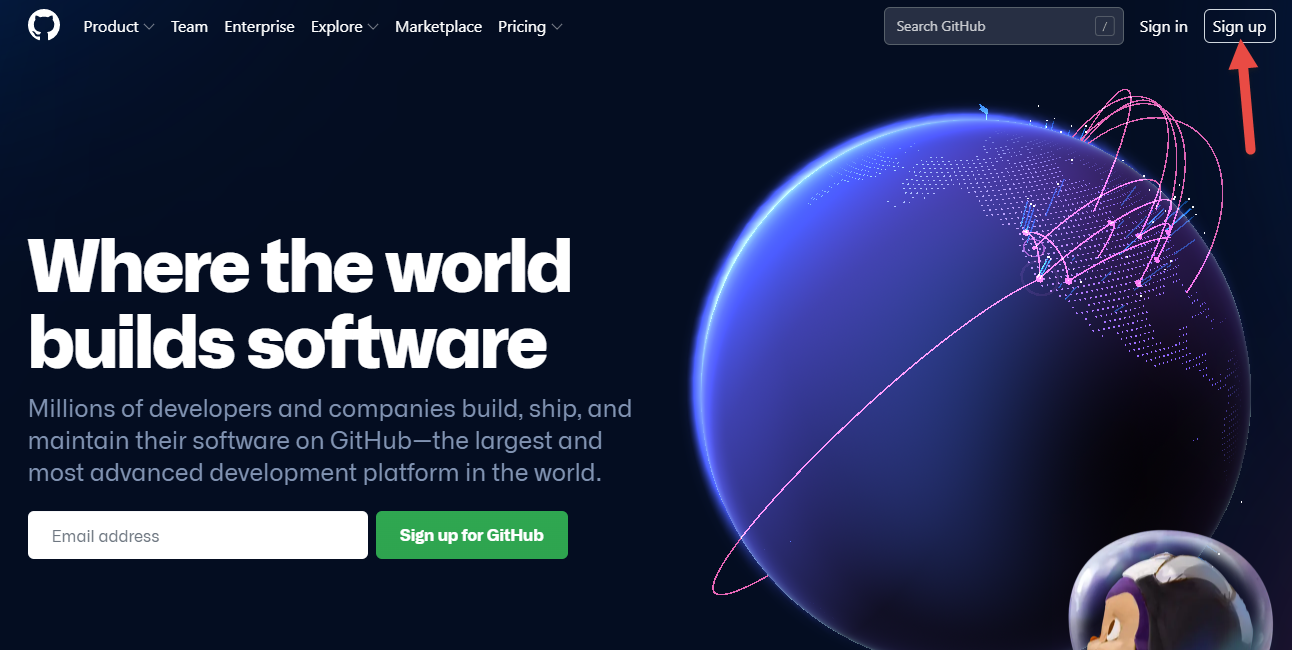 Product Team Enterprise Explore Marketplace Pricing Search GitHub / Sign in Sign up
Where the world
builds software
Millions of developers and companies build, ship, and
maintain their software on GitHub—the largest and
most advanced development platform in the world.
Email address Sign up for GitHub